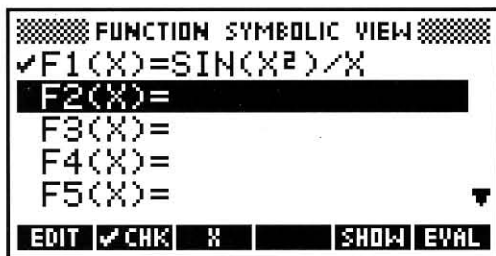 FUNCTION SYMBOLIC VIEW
✔F1(X)=SIN(X²)/X
F2(X)=
F3(X)=
F4(X)=
F5(X)=
EDIT ✔CHK X SHOW EVAL